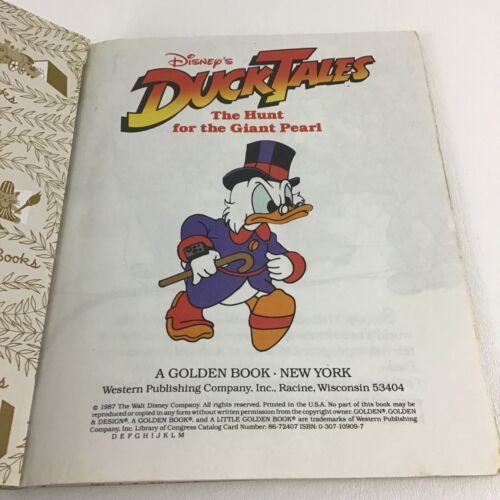 Disney's
DuckTales
The Hunt
for the Giant Pearl
A GOLDEN BOOK · NEW YORK
Western Publishing Company, Inc., Racine, Wisconsin 53404
© 1987 The Walt Disney Company. All rights reserved. Printed in the U.S.A. No part of this book may be
reproduced or copied in any form without written permission from the copyright owner. GOLDEN®, GOLDEN
& DESIGN®, A GOLDEN BOOK®, and A LITTLE GOLDEN BOOK® are trademarks of Western Publishing
Company, Inc. Library of Congress Catalog Card Number: 86-72407 ISBN: 0-307-10909-7
D E F G H I J K L M
Books